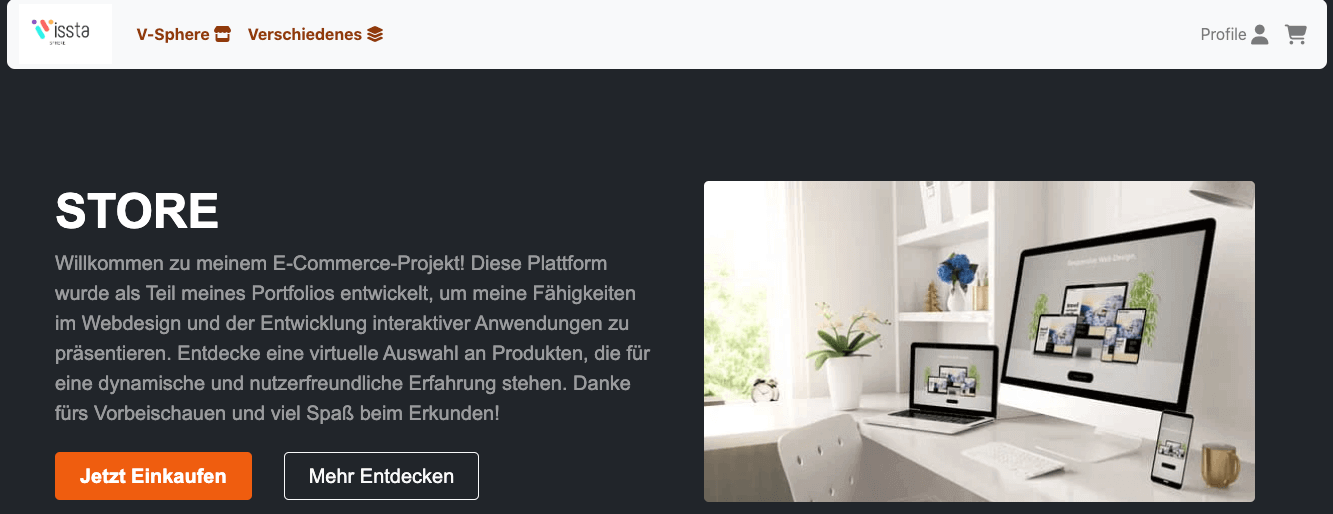 Vissta
SPHERE
V-Sphere
Verschiedenes
Profile
STORE
Willkommen zu meinem E-Commerce-Projekt! Diese Plattform
wurde als Teil meines Portfolios entwickelt, um meine Fähigkeiten
im Webdesign und der Entwicklung interaktiver Anwendungen zu
präsentieren. Entdecke eine virtuelle Auswahl an Produkten, die für
eine dynamische und nutzerfreundliche Erfahrung stehen. Danke
fürs Vorbeischauen und viel Spaß beim Erkunden!
Jetzt Einkaufen
Mehr Entdecken
Responsive Web Design